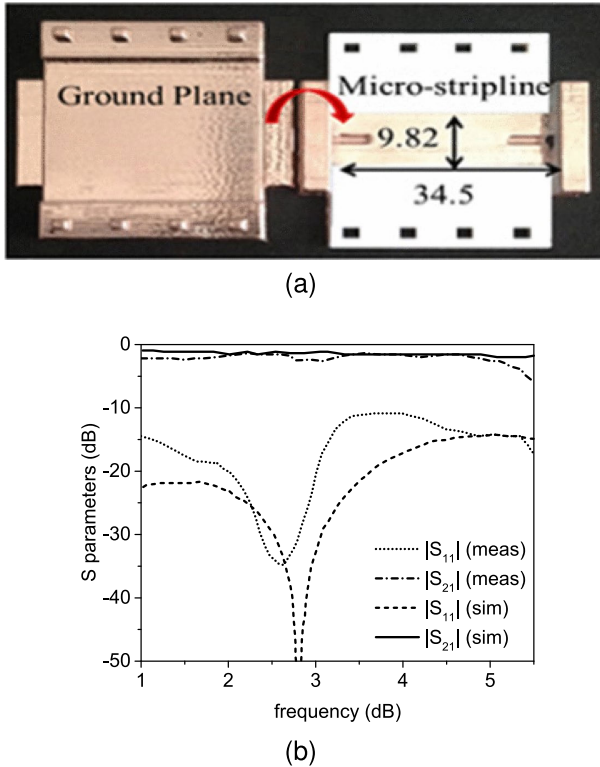 Ground Plane
Micro-stripline
9.82
34.5
(a)
0
-10
-20
-30
-40
-50
S parameters (dB)
|S11| (meas)
|S21| (meas)
|S11| (sim)
|S21| (sim)
1 2 3 4 5
frequency (dB)
(b)